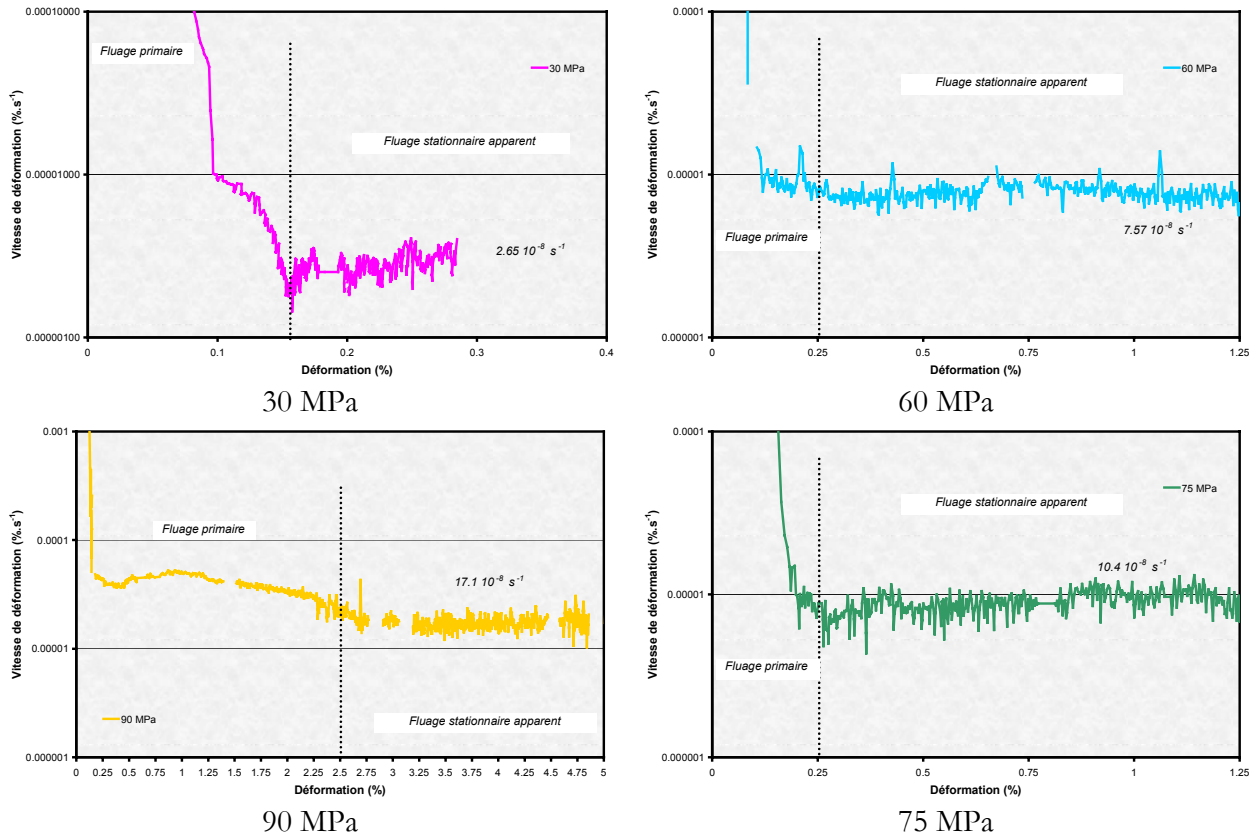 0.00010000
0.00001000
0.00000100
Vitesse de déformation (%.s⁻¹)
Fluage primaire
30 MPa
Fluage stationnaire apparent
2.65 10⁻⁸ s⁻¹
0 0.1 0.2 0.3 0.4
Déformation (%)
30 MPa
0.0001
0.00001
0.000001
Vitesse de déformation (%.s⁻¹)
Fluage stationnaire apparent
60 MPa
Fluage primaire
7.57 10⁻⁸ s⁻¹
0 0.25 0.5 0.75 1 1.25
Déformation (%)
60 MPa
0.001
0.0001
0.00001
0.000001
Vitesse de déformation (%.s⁻¹)
Fluage primaire
17.1 10⁻⁸ s⁻¹
90 MPa
Fluage stationnaire apparent
0 0.25 0.5 0.75 1 1.25 1.5 1.75 2 2.25 2.5 2.75 3 3.25 3.5 3.75 4 4.25 4.5 4.75 5
Déformation (%)
90 MPa
0.0001
0.00001
0.000001
Vitesse de déformation (%.s⁻¹)
Fluage stationnaire apparent
75 MPa
10.4 10⁻⁸ s⁻¹
Fluage primaire
0 0.25 0.5 0.75 1 1.25
Déformation (%)
75 MPa